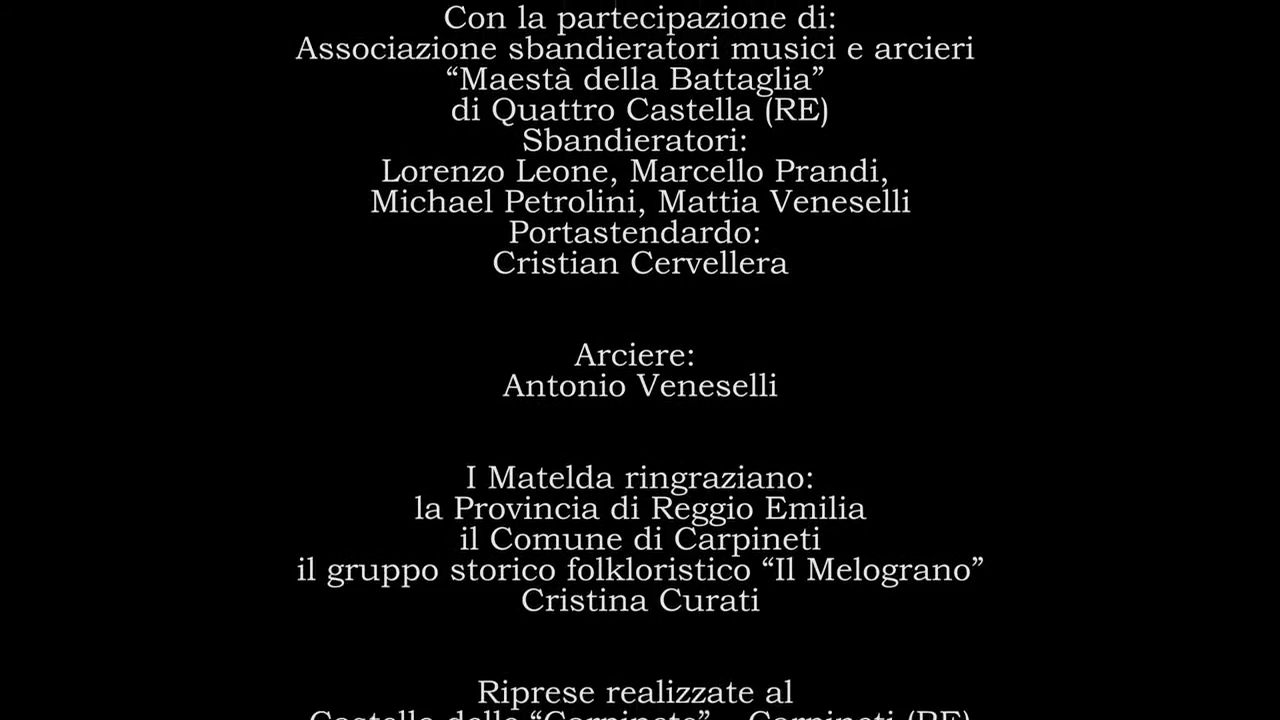 Con la partecipazione di:
Associazione sbandieratori musici e arcieri
“Maestà della Battaglia”
di Quattro Castella (RE)
Sbandieratori:
Lorenzo Leone, Marcello Prandi,
Michael Petrolini, Mattia Veneselli
Portastendardo:
Cristian Cervellera
Arciere:
Antonio Veneselli
I Matelda ringraziano:
la Provincia di Reggio Emilia
il Comune di Carpineti
il gruppo storico folkloristico “Il Melograno”
Cristina Curati
Riprese realizzate al
Castello delle “Carpinete” – Carpineti (RE)